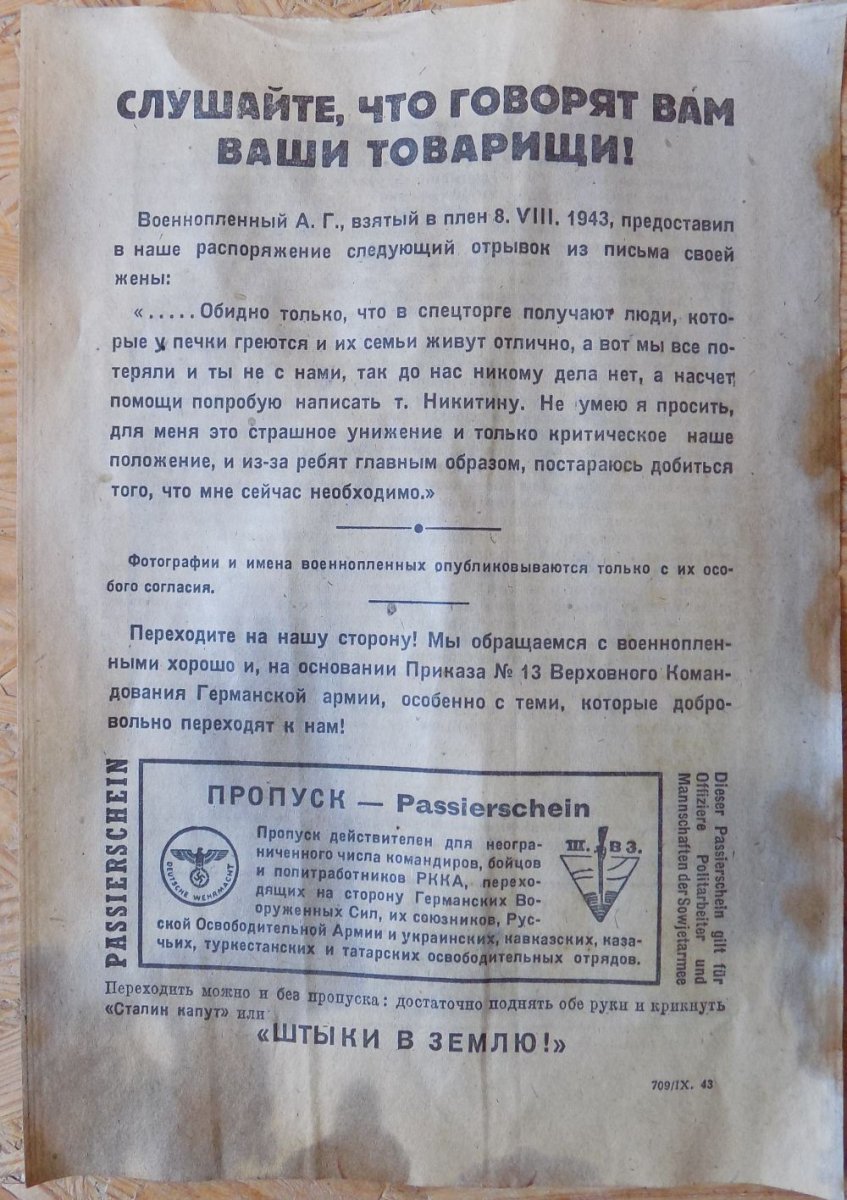 СЛУШАЙТЕ, ЧТО ГОВОРЯТ ВАМ
ВАШИ ТОВАРИЩИ!
Военнопленный А. Г., взятый в плен 8. VIII. 1943, предоставил
в наше распоряжение следующий отрывок из письма своей
жены:
«.....Обидно только, что в спецторге получают люди, кото-
рые у печки греются и их семьи живут отлично, а вот мы все по-
теряли и ты не с нами, так до нас никому дела нет, а насчет
помощи попробую написать т. Никитину. Не умею я просить,
для меня это страшное унижение и только критическое наше
положение, и из-за ребят главным образом, постараюсь добиться
того, что мне сейчас необходимо.»
Фотографии и имена военнопленных опубликовываются только с их осо-
бого согласия.
Переходите на нашу сторону! Мы обращаемся с военноплен-
ными хорошо и, на основании Приказа № 13 Верховного Коман-
дования Германской армии, особенно с теми, которые добро-
вольно переходят к нам!
PASSIERSCHEIN
ПРОПУСК — Passierschein
DEUTSCHE WEHRMACHT
Пропуск действителен для неогра-
ниченного числа командиров, бойцов
и политработников РККА, перехо-
дящих на сторону Германских Во-
оруженных Сил, их союзников, Рус-
ской Освободительной Армии и украинских, кавказских, каза-
чьих, туркестанских и татарских освободительных отрядов.
Ш. В З.
Dieser Passierschein gilt für
Offiziere Politarbeiter und
Mannschaften der Sowjetarmee
Переходить можно и без пропуска: достаточно поднять обе руки и крикнуть
«Сталин капут» или
«ШТЫКИ В ЗЕМЛЮ!»
709/IX. 43